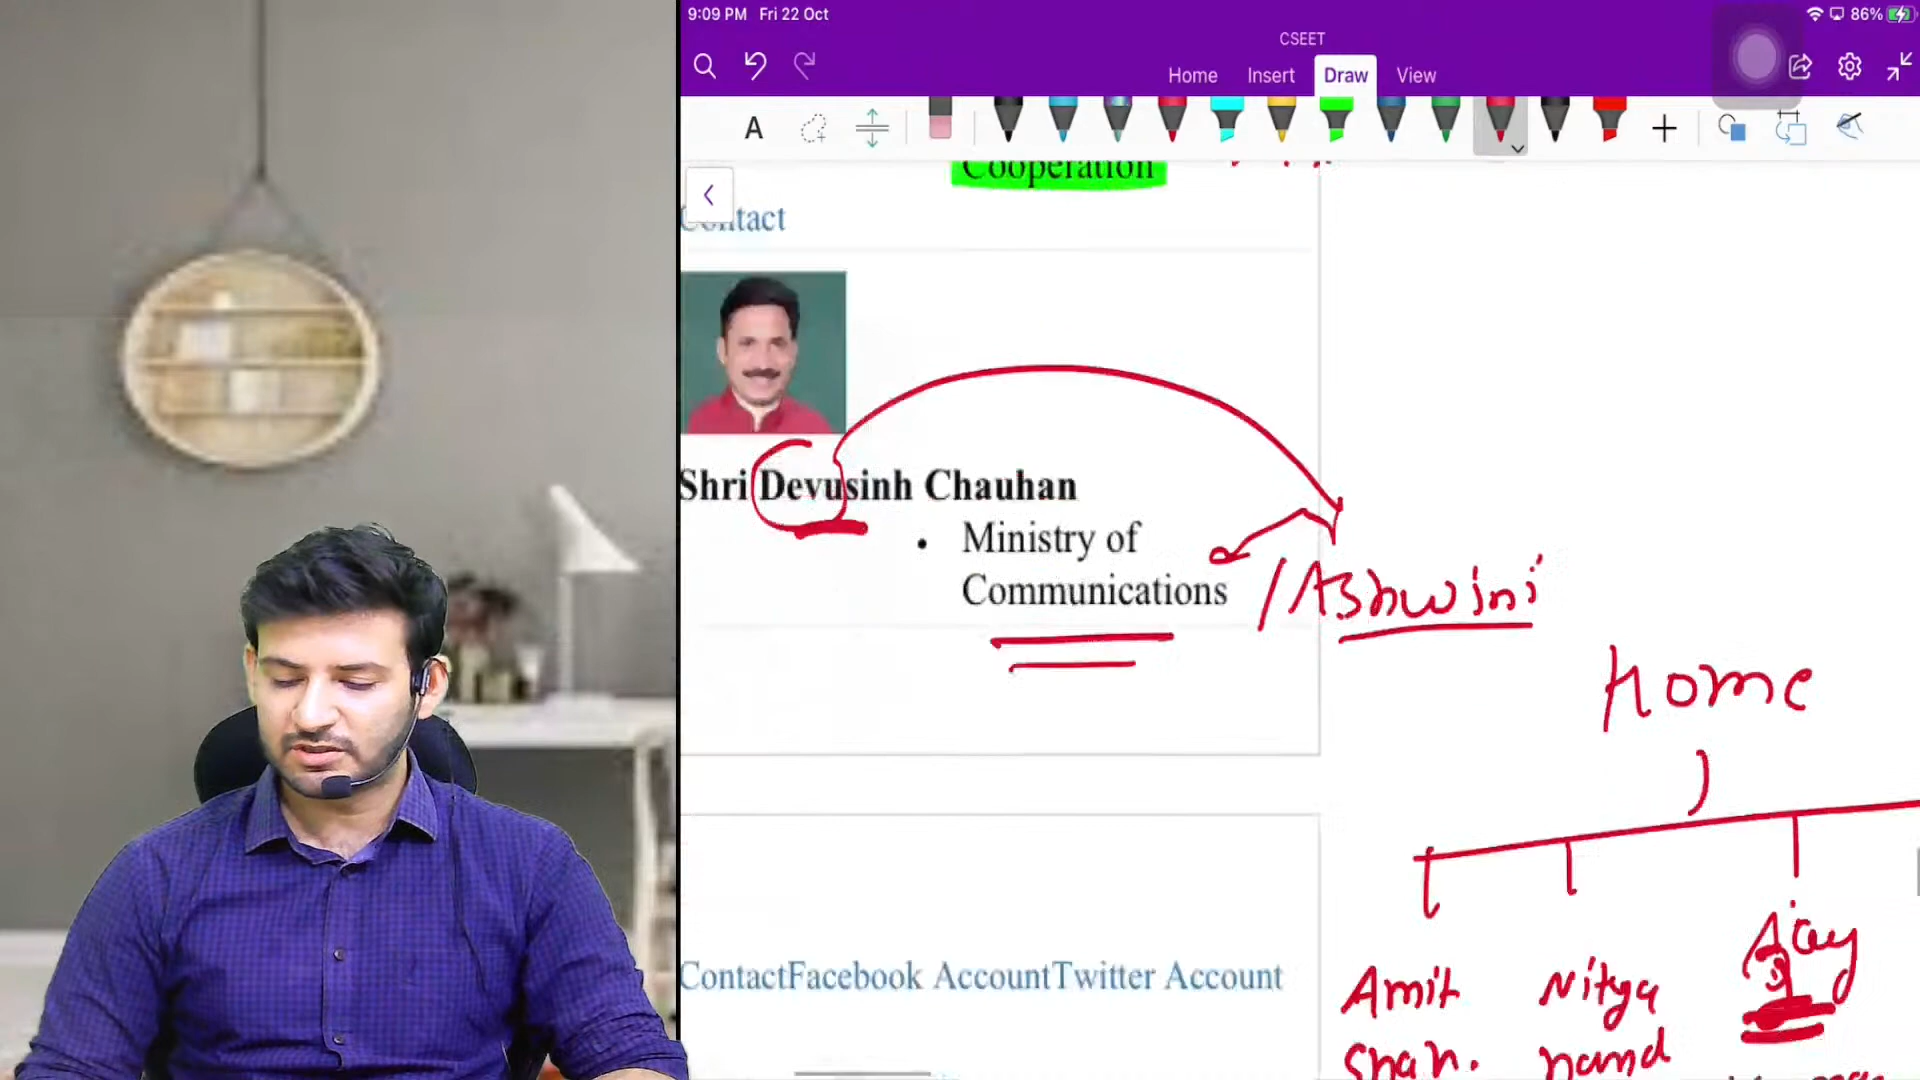 9:09 PM Fri 22 Oct
86%
CSEET
Home Insert Draw View
A
Cooperation
Contact
Shri Devusinh Chauhan
• Ministry of
Communications
/Ashwini
Home
Amit
Shah.
Nitya
nand
Ajay
ContactFacebook AccountTwitter Account